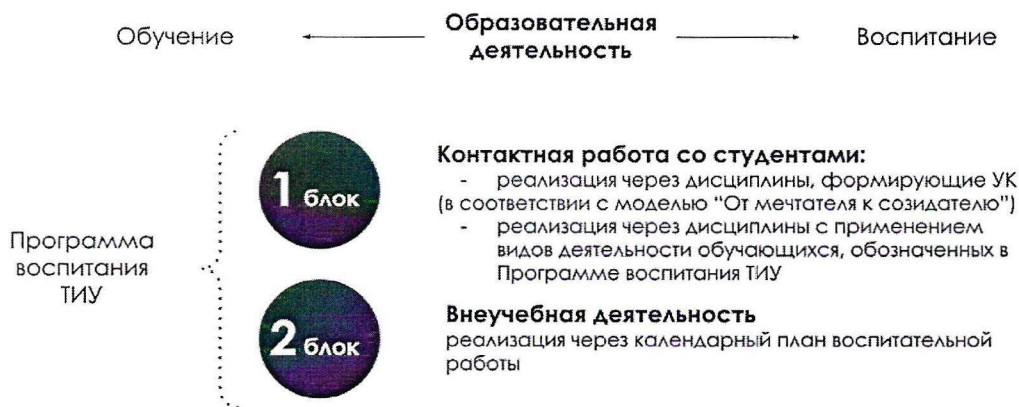 Обучение
Образовательная
деятельность
Воспитание
Программа
воспитания
ТИУ
1 блок
Контактная работа со студентами:
- реализация через дисциплины, формирующие УК
(в соответствии с моделью "От мечтателя к созидателю")
- реализация через дисциплины с применением
видов деятельности обучающихся, обозначенных в
Программе воспитания ТИУ
2 блок
Внеучебная деятельность
реализация через календарный план воспитательной
работы